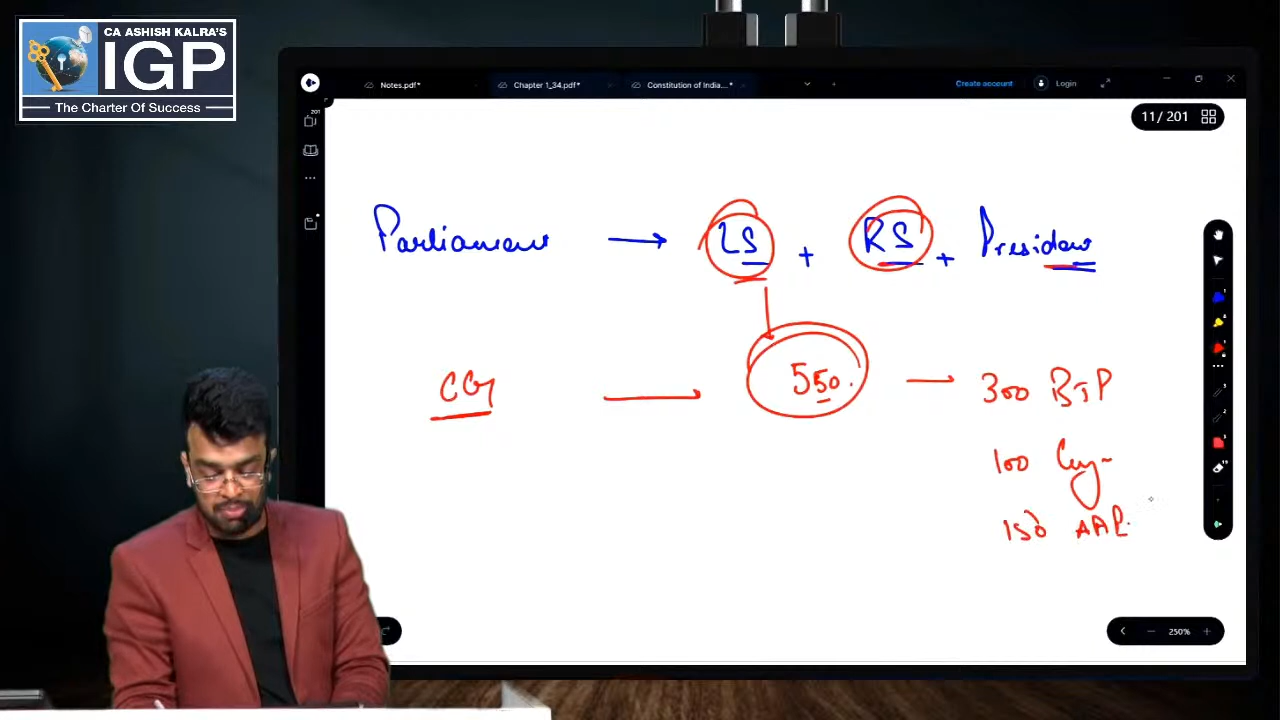 CA ASHISH KALRA'S
IGP
The Charter Of Success
Notes.pdf*
Chapter 1_34.pdf*
Constitution of India....*
Create account
Login
201
11/ 201
Parliament → LS + RS + President
CG → 550. — 300 BJP
100 Cong-
150 AAP.
250%